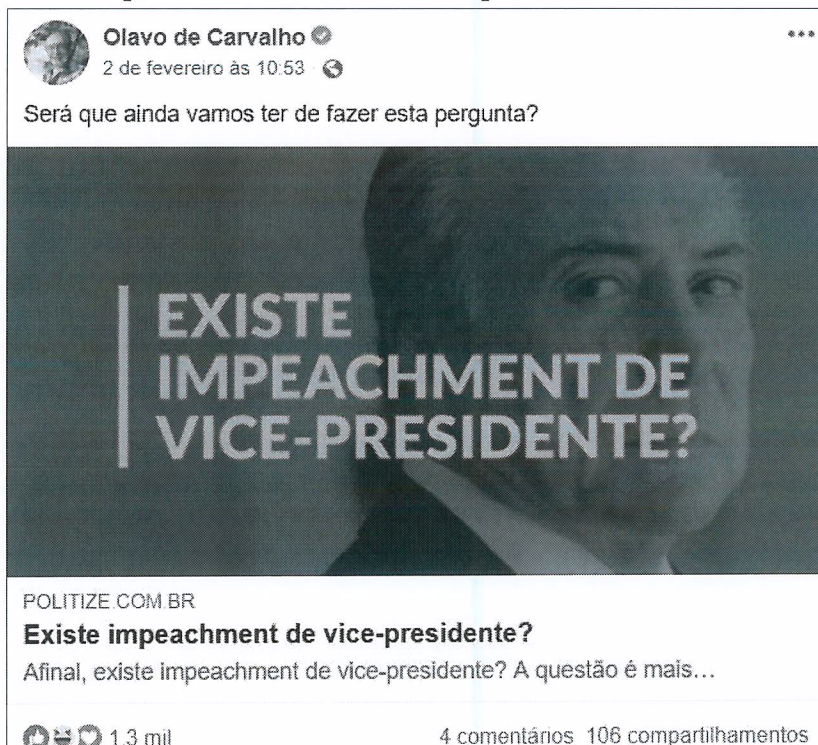 Olavo de Carvalho
2 de fevereiro às 10:53
Será que ainda vamos ter de fazer esta pergunta?
EXISTE
IMPEACHMENT DE
VICE-PRESIDENTE?
POLITIZE.COM.BR
Existe impeachment de vice-presidente?
Afinal, existe impeachment de vice-presidente? A questão é mais...
1,3 mil
4 comentários 106 compartilhamentos